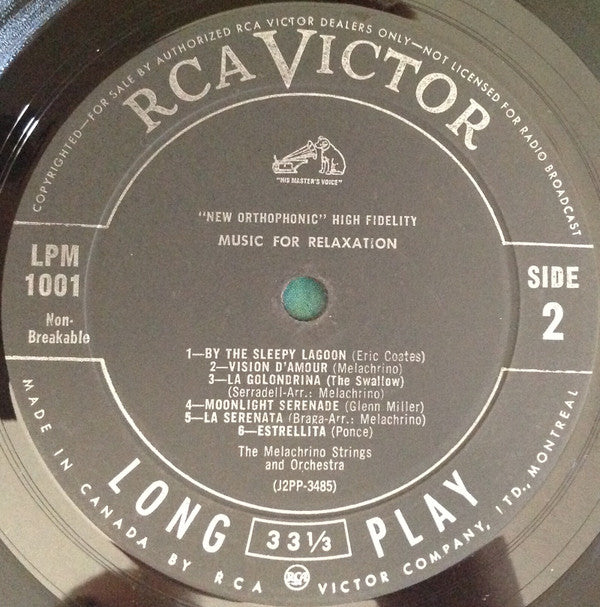 COPYRIGHTED—FOR SALE BY AUTHORIZED RCA VICTOR DEALERS ONLY—NOT LICENSED FOR RADIO BROADCAST
RCA VICTOR
"HIS MASTER'S VOICE"
"NEW ORTHOPHONIC" HIGH FIDELITY
MUSIC FOR RELAXATION
LPM
1001
Non-
Breakable
SIDE
2
1—BY THE SLEEPY LAGOON (Eric Coates)
2—VISION D'AMOUR (Melachrino)
3—LA GOLONDRINA (The Swallow)
(Serradell-Arr.: Melachrino)
4—MOONLIGHT SERENADE (Glenn Miller)
5—LA SERENATA (Braga-Arr.: Melachrino)
6—ESTRELLITA (Ponce)
The Melachrino Strings
and Orchestra
(J2PP-3485)
LONG 33 1/3 PLAY
MADE IN CANADA BY RCA RCA VICTOR COMPANY, LTD., MONTREAL